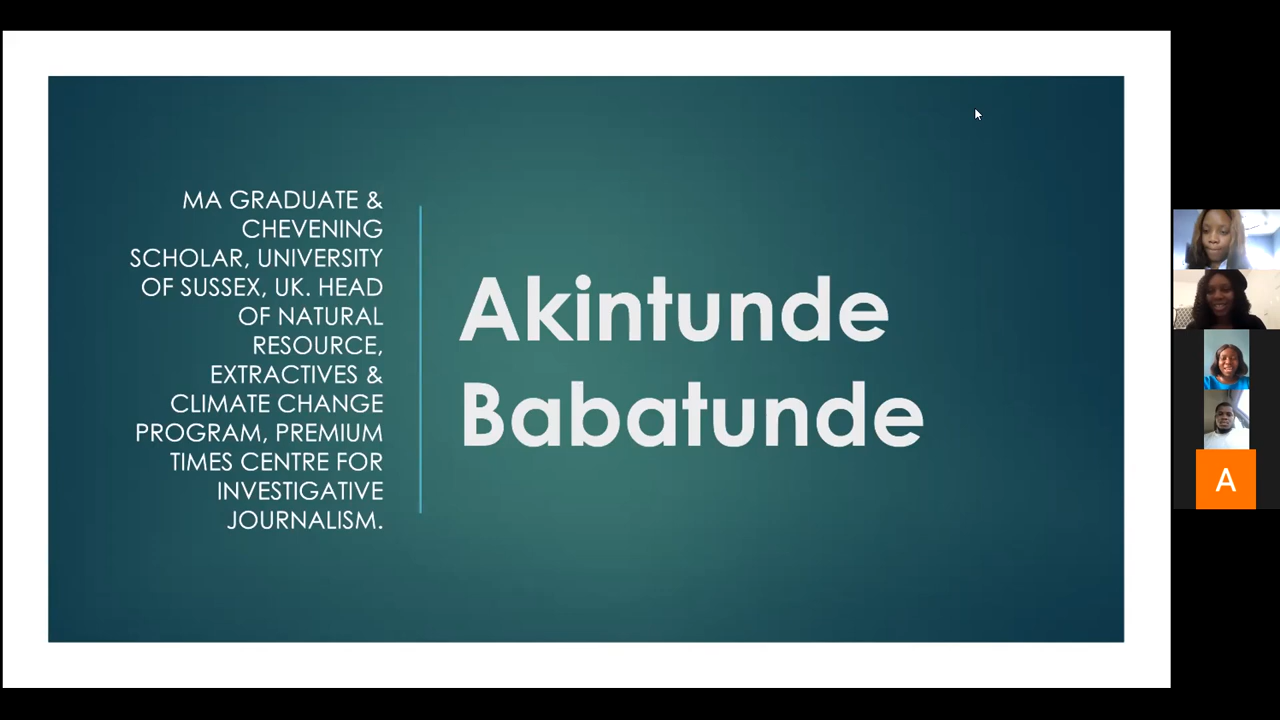 MA GRADUATE &
CHEVENING
SCHOLAR, UNIVERSITY
OF SUSSEX, UK. HEAD
OF NATURAL
RESOURCE,
EXTRACTIVES &
CLIMATE CHANGE
PROGRAM, PREMIUM
TIMES CENTRE FOR
INVESTIGATIVE
JOURNALISM.
Akintunde
Babatunde
A